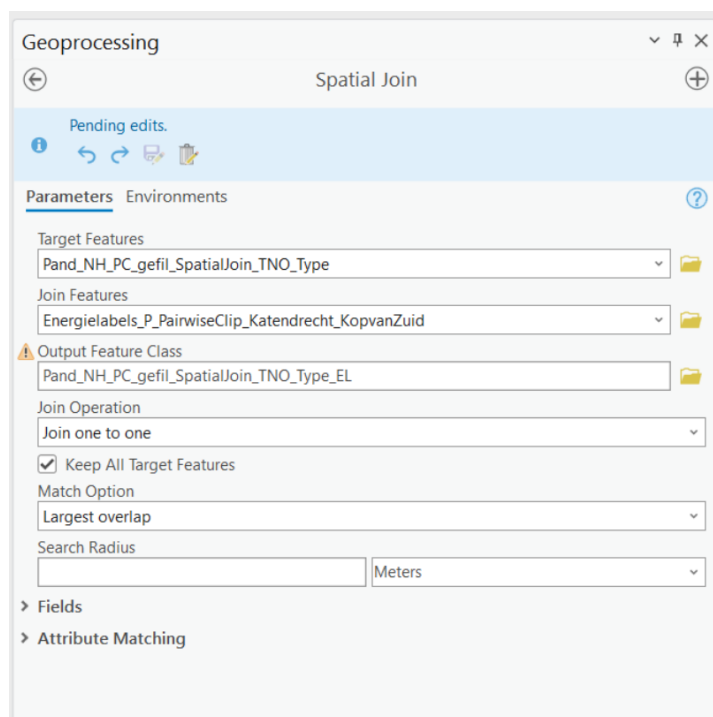 Geoprocessing
Spatial Join
Pending edits.
Parameters Environments
Target Features
Pand_NH_PC_gefil_SpatialJoin_TNO_Type
Join Features
Energielabels_P_PairwiseClip_Katendrecht_KopvanZuid
Output Feature Class
Pand_NH_PC_gefil_SpatialJoin_TNO_Type_EL
Join Operation
Join one to one
Keep All Target Features
Match Option
Largest overlap
Search Radius
Meters
Fields
Attribute Matching